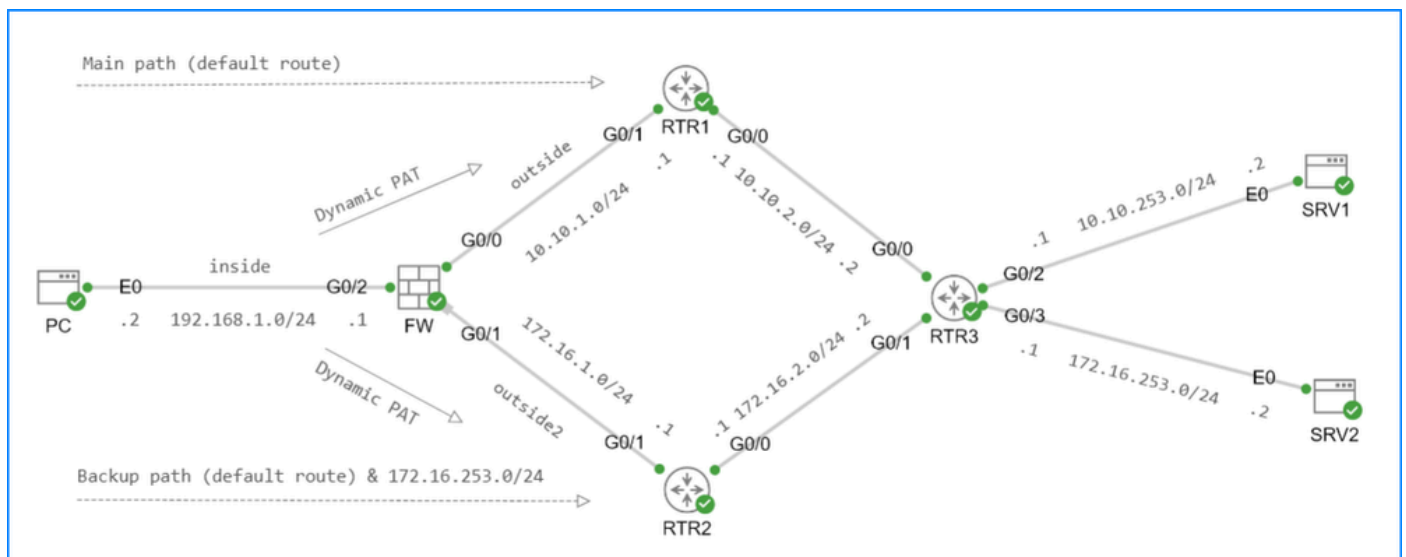 Main path (default route)
RTR1
G0/1
G0/0
outside
.1
.1 10.10.2.0/24 .2
Dynamic PAT
10.10.1.0/24
.2
10.10.253.0/24
E0
SRV1
.1
G0/0
G0/0
inside
G0/2
E0
G0/2
PC
.2 192.168.1.0/24 .1
FW
G0/1
RTR3
G0/3
172.16.1.0/24
G0/1
.1
172.16.253.0/24
E0
.2
SRV2
Dynamic PAT
outside2
.1
G0/1
.1 172.16.2.0/24 .2
G0/0
Backup path (default route) & 172.16.253.0/24
RTR2